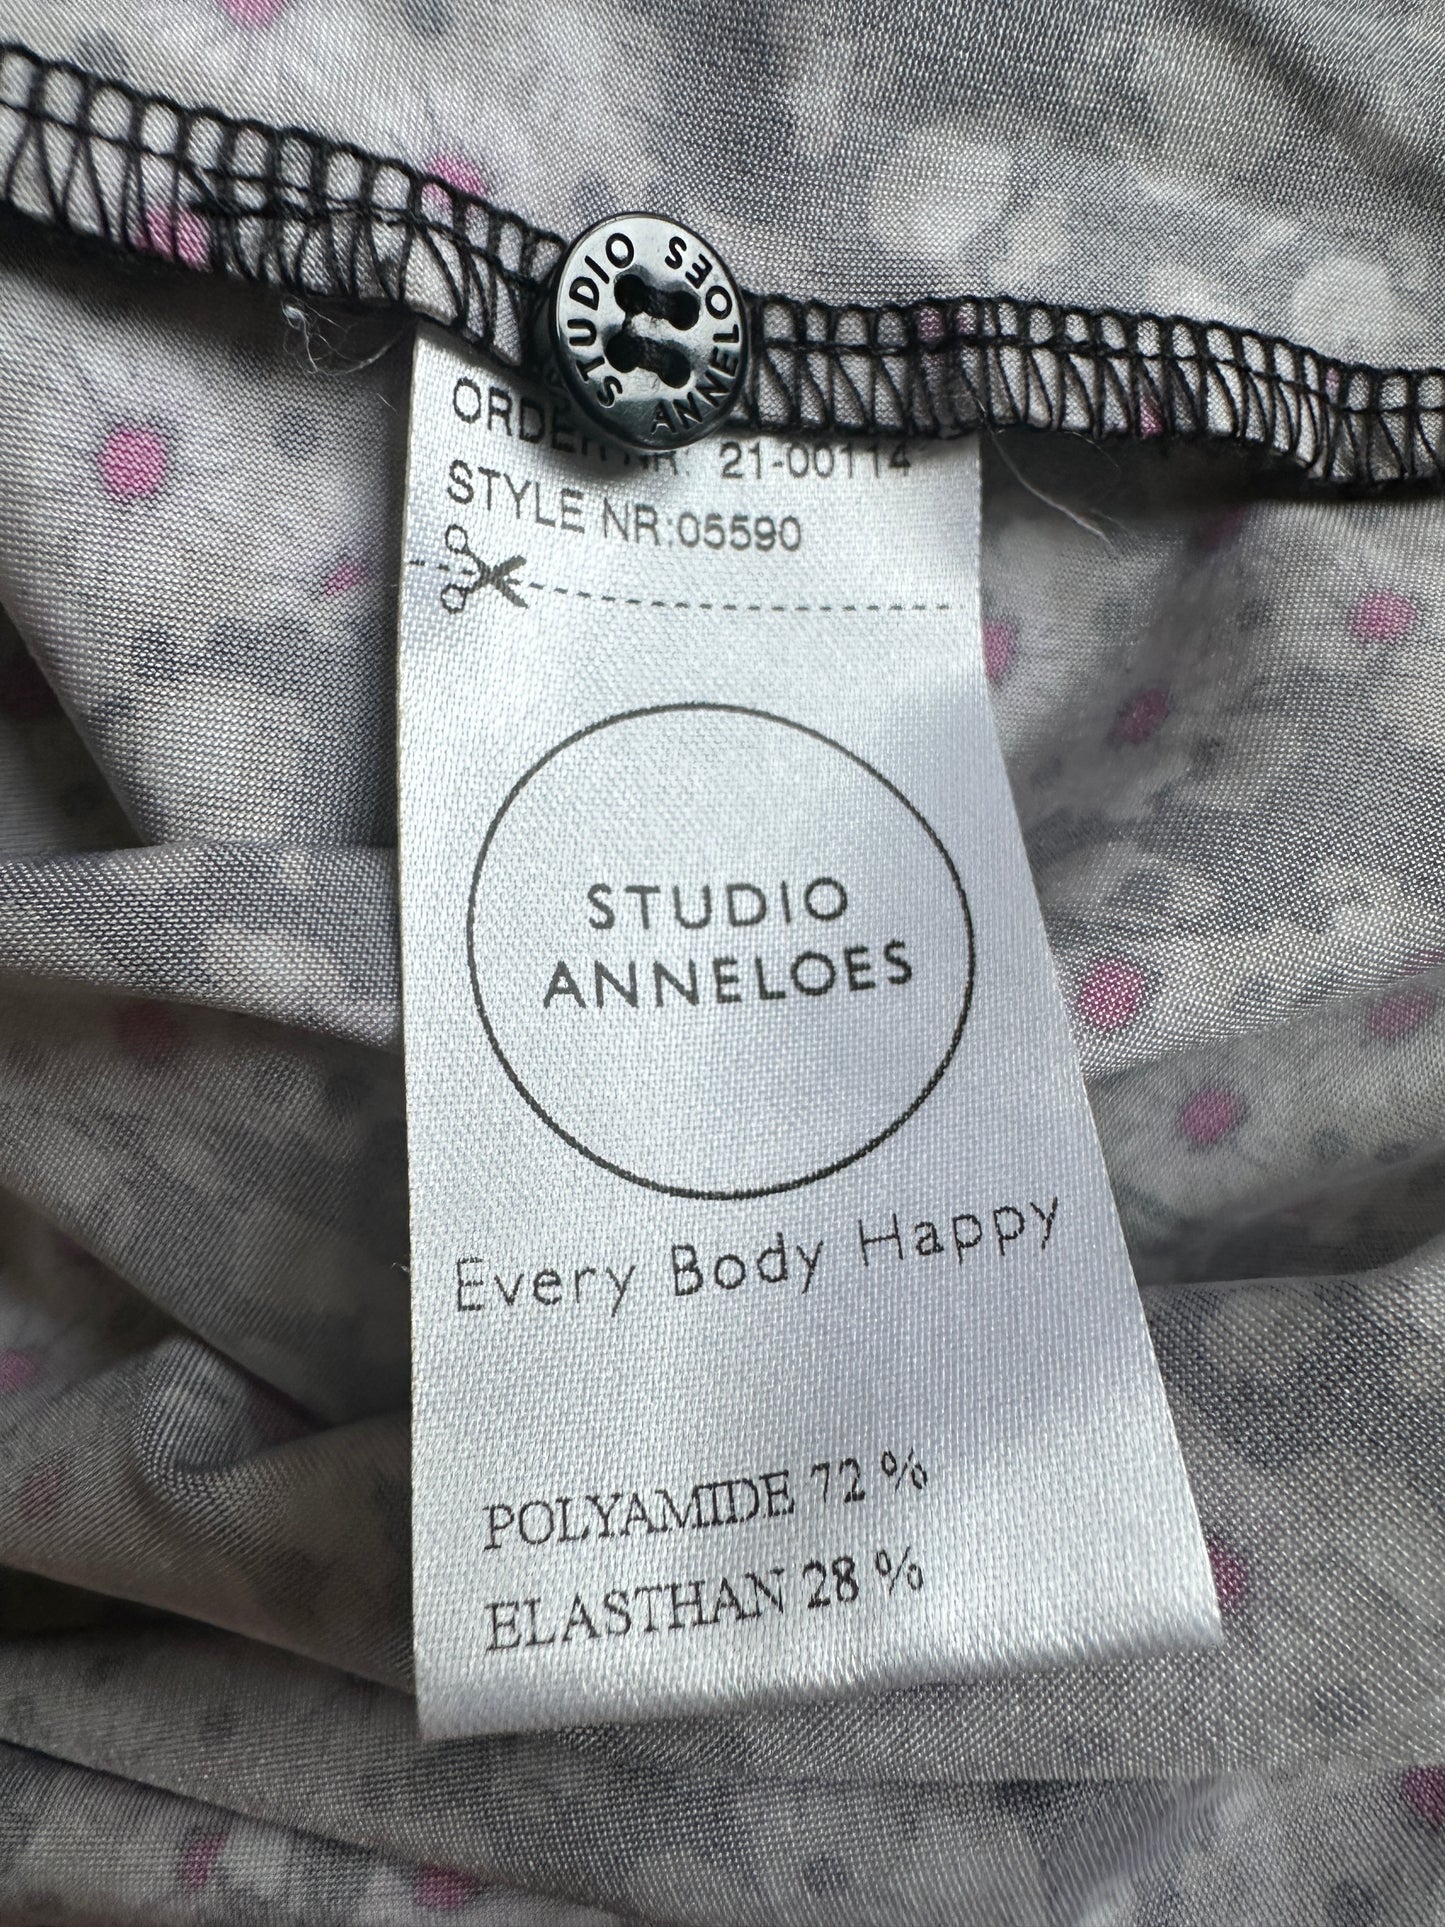 STUDIO ANNELOES
ORDER NR: 21-00114
STYLE NR:05590
STUDIO
ANNELOES
Every Body Happy
POLYAMIDE 72 %
ELASTHAN 28 %